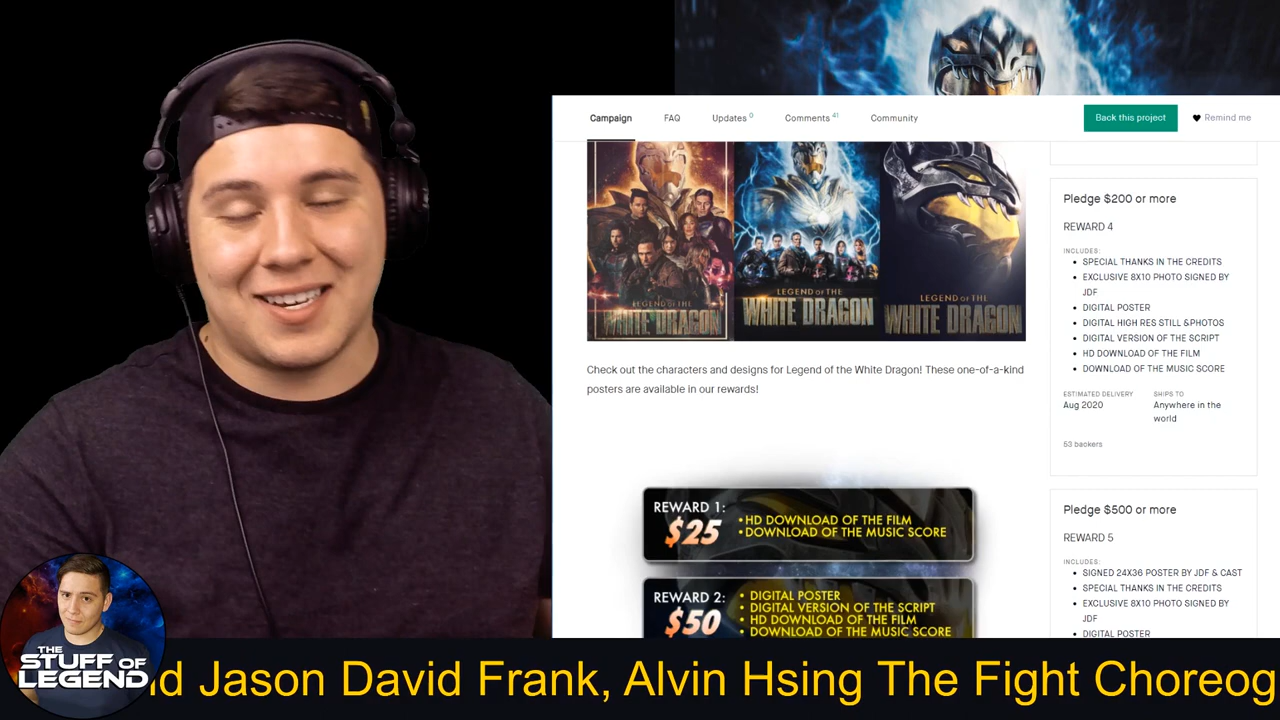 Campaign
FAQ
Updates 0
Comments 41
Community
Back this project
Remind me
LEGEND OF THE
WHITE DRAGON
LEGEND OF THE
WHITE DRAGON
LEGEND OF THE
WHITE DRAGON
Check out the characters and designs for Legend of the White Dragon! These one-of-a-kind
posters are available in our rewards!
REWARD 1:
$25
• HD DOWNLOAD OF THE FILM
• DOWNLOAD OF THE MUSIC SCORE
REWARD 2:
$50
• DIGITAL POSTER
• DIGITAL VERSION OF THE SCRIPT
• HD DOWNLOAD OF THE FILM
• DOWNLOAD OF THE MUSIC SCORE
Pledge $200 or more
REWARD 4
INCLUDES:
• SPECIAL THANKS IN THE CREDITS
• EXCLUSIVE 8X10 PHOTO SIGNED BY
JDF
• DIGITAL POSTER
• DIGITAL HIGH RES STILL &PHOTOS
• DIGITAL VERSION OF THE SCRIPT
• HD DOWNLOAD OF THE FILM
• DOWNLOAD OF THE MUSIC SCORE
ESTIMATED DELIVERY
Aug 2020
SHIPS TO
Anywhere in the
world
53 backers
Pledge $500 or more
REWARD 5
INCLUDES:
• SIGNED 24X36 POSTER BY JDF & CAST
• SPECIAL THANKS IN THE CREDITS
• EXCLUSIVE 8X10 PHOTO SIGNED BY
JDF
• DIGITAL POSTER
THE
STUFF OF
LEGEND
d Jason David Frank, Alvin Hsing The Fight Choreog